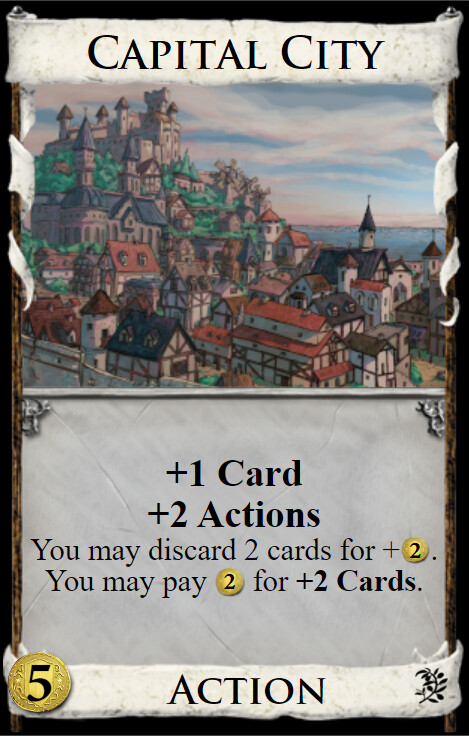 CAPITAL CITY
+1 Card
+2 Actions
You may discard 2 cards for +2.
You may pay 2 for +2 Cards.
5
ACTION